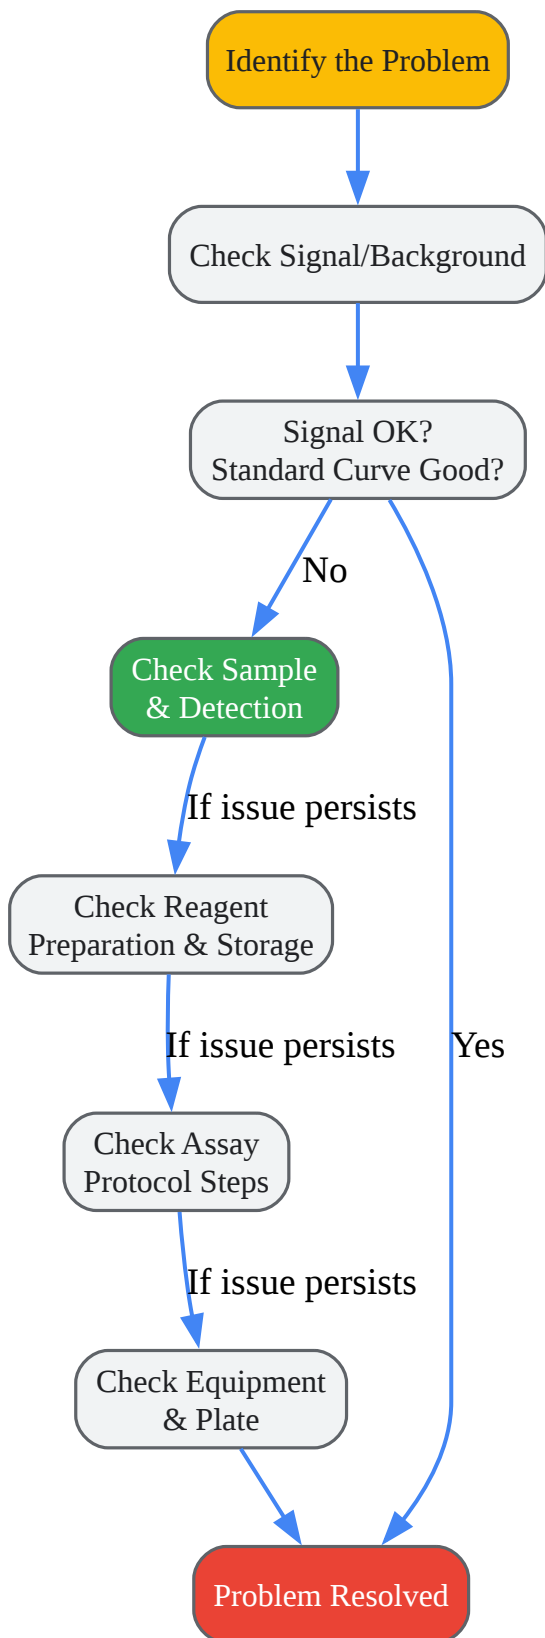 Identify the Problem
Check Signal/Background
Signal OK?
Standard Curve Good?
No
Check Sample
& Detection
If issue persists
Check Reagent
Preparation & Storage
If issue persists
Yes
Check Assay
Protocol Steps
If issue persists
Check Equipment
& Plate
Problem Resolved